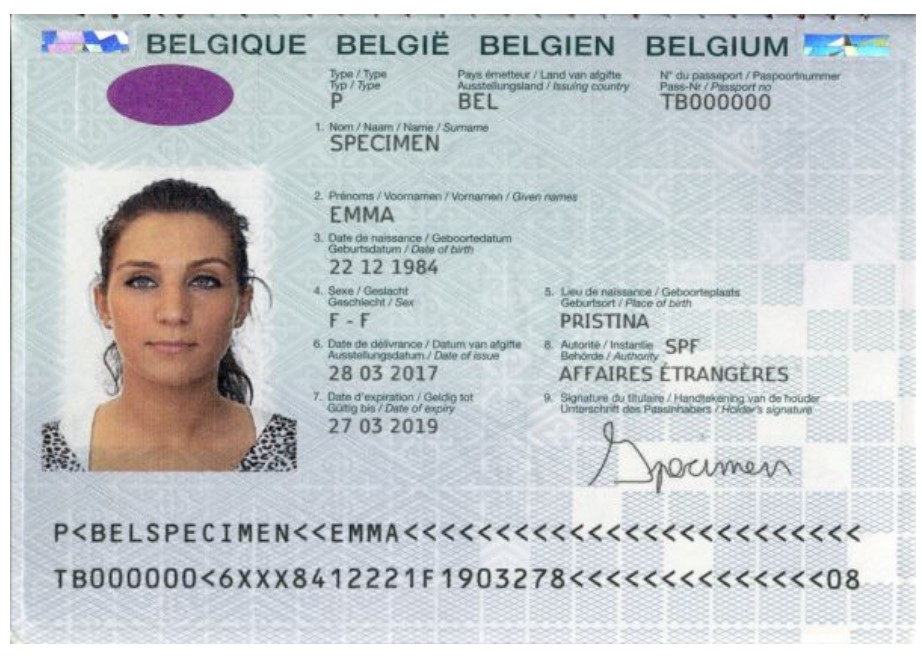 BELGIQUE BELGIË BELGIEN BELGIUM
Type / Type
Typ / Type
P
Pays émetteur / Land van afgifte
Ausstellungsland / Issuing country
BEL
N° du passeport / Paspoortnummer
Pass-Nr / Passport no
TB000000
1. Nom / Naam / Name / Surname
SPECIMEN
2. Prénoms / Voornamen / Vornamen / Given names
EMMA
3. Date de naissance / Geboortedatum
Geburtsdatum / Date of birth
22 12 1984
4. Sexe / Geslacht
Geschlecht / Sex
F - F
5. Lieu de naissance / Geboorteplaats
Geburtsort / Place of birth
PRISTINA
6. Date de délivrance / Datum van afgifte
Ausstellungsdatum / Date of issue
28 03 2017
8. Autorité / Instantie SPF
Behörde / Authority
AFFAIRES ÉTRANGÈRES
7. Date d'expiration / Geldig tot
Gültig bis / Date of expiry
27 03 2019
9. Signature du titulaire / Handtekening van de houder
Unterschrift des Passinhabers / Holder's signature
Specimen
P<BELSPECIMEN<<EMMA<<<<<<<<<<<<<<<<<<<<<<<<<
TB000000<6XXX8412221F1903278<<<<<<<<<<<<<<08